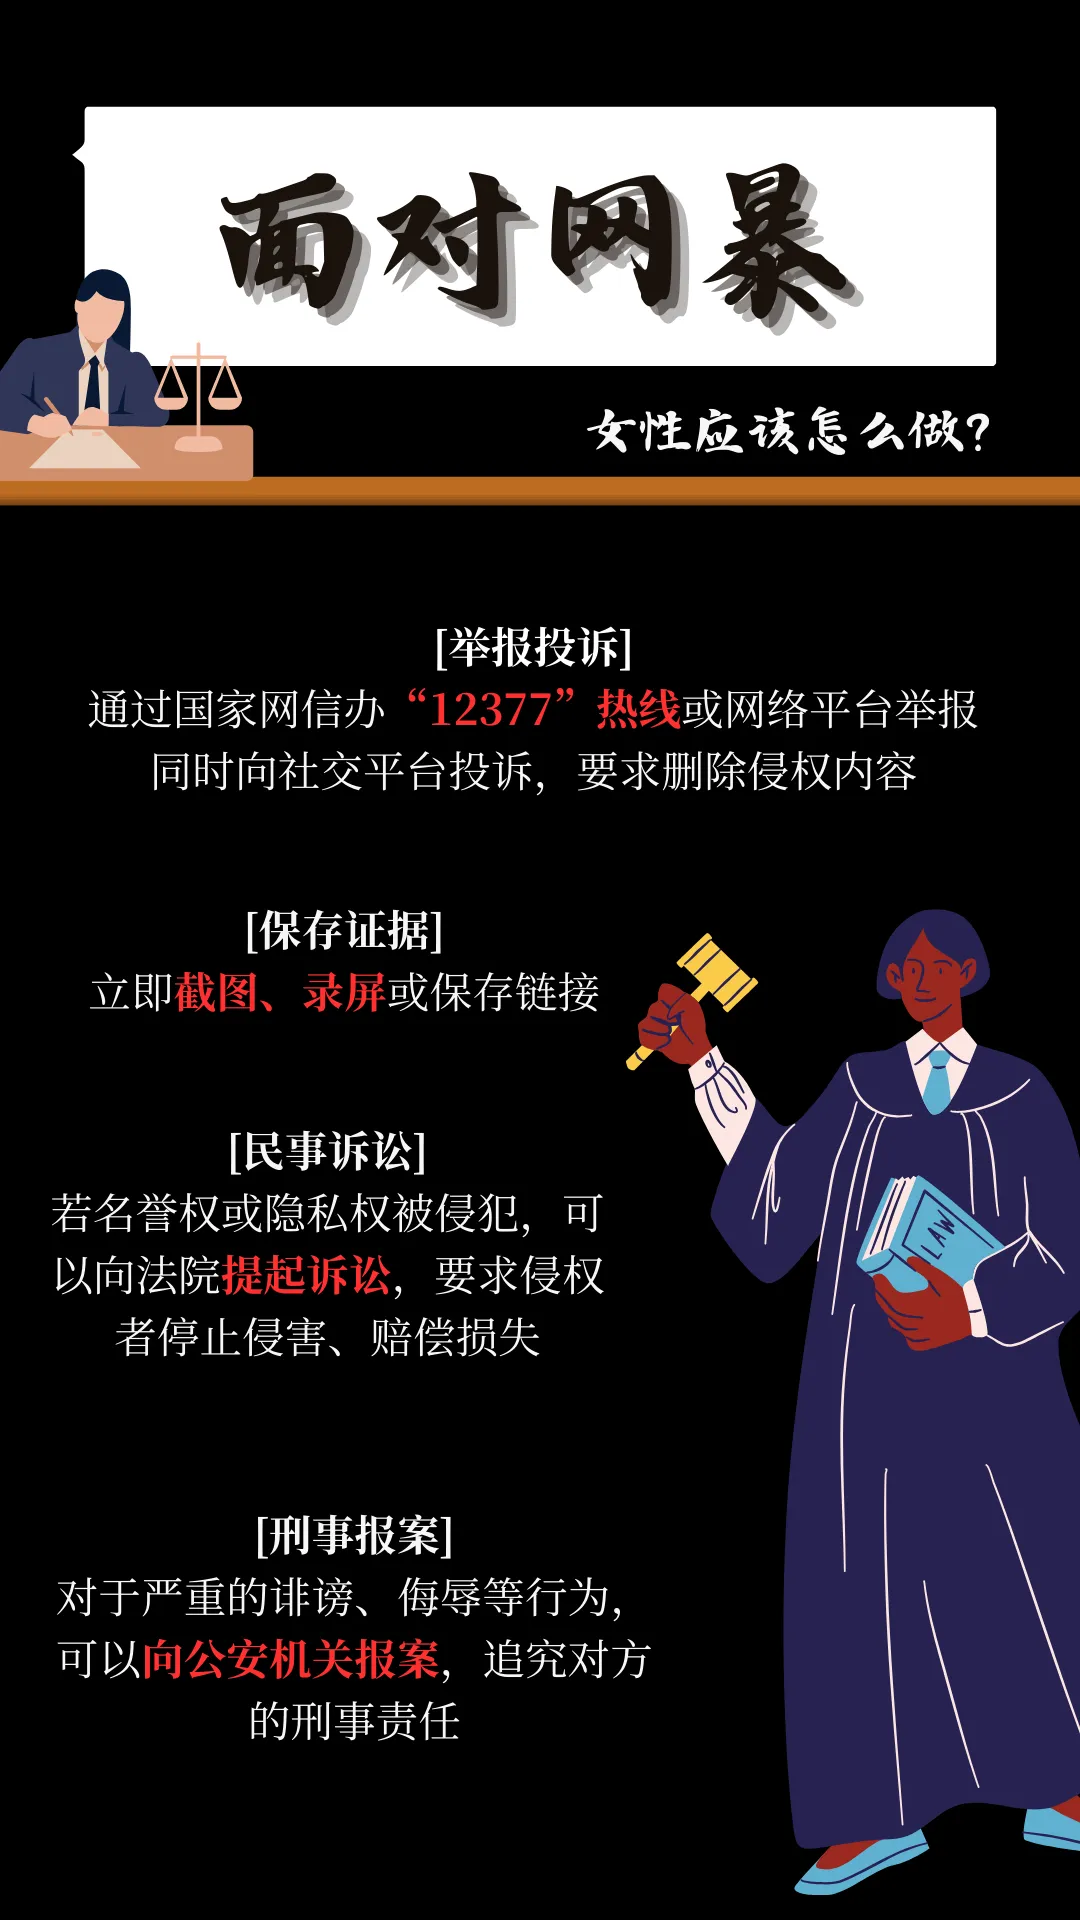 面对网暴
女性应该怎么做?
[举报投诉]
通过国家网信办“12377”热线或网络平台举报
同时向社交平台投诉，要求删除侵权内容
[保存证据]
立即截图、录屏或保存链接
[民事诉讼]
若名誉权或隐私权被侵犯，可
以向法院提起诉讼，要求侵权
者停止侵害、赔偿损失
LAW
[刑事报案]
对于严重的诽谤、侮辱等行为，
可以向公安机关报案，追究对方
的刑事责任